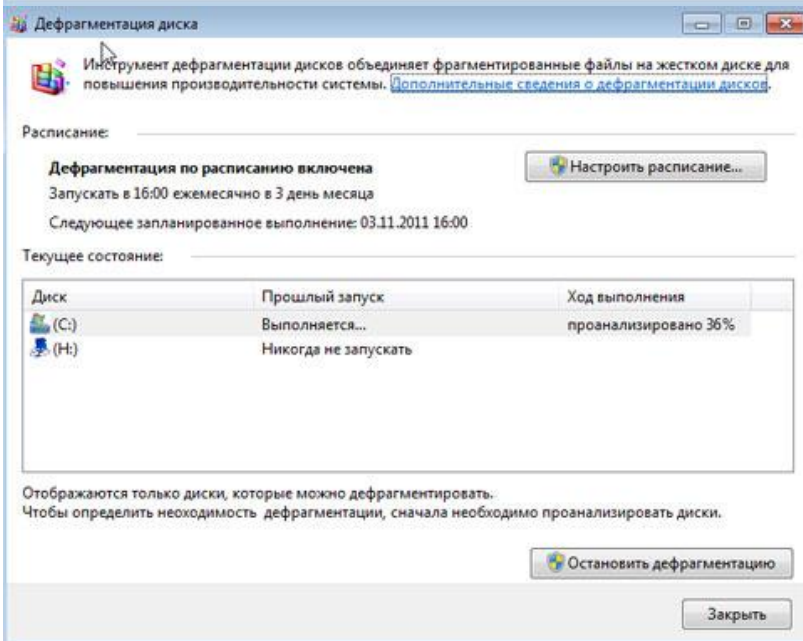 Дефрагментация диска
Инструмент дефрагментации дисков объединяет фрагментированные файлы на жестком диске для
повышения производительности системы. Дополнительные сведения о дефрагментации дисков.
Расписание:
Дефрагментация по расписанию включена
Настроить расписание...
Запускать в 16:00 ежемесячно в 3 день месяца
Следующее запланированное выполнение: 03.11.2011 16:00
Текущее состояние:
Диск Прошлый запуск Ход выполнения
(C:) Выполняется... проанализировано 36%
(H:) Никогда не запускать
Отображаются только диски, которые можно дефрагментировать.
Чтобы определить неоходимость дефрагментации, сначала необходимо проанализировать диски.
Остановить дефрагментацию
Закрыть